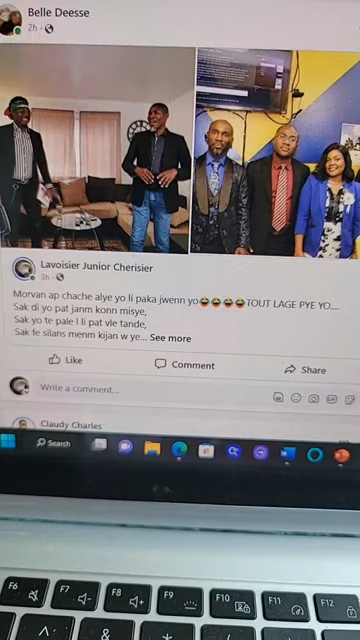 Belle Deesse
2h
Lavoisier Junior Cherisier
3h
Morvan ap chache alye yo li paka jwenn yo😂😂😂😂TOUT LAGE PYE YO....
Sak di yo pat janm konn misye,
Sak yo te pale l li pat vle tande,
Sak fe silans menm kijan w ye... See more
Like
Comment
Share
Write a comment...
GIF
Claudy Charles
Search
F6
F7
F8
F9
F10
F11
F12
^
&
*
(
)